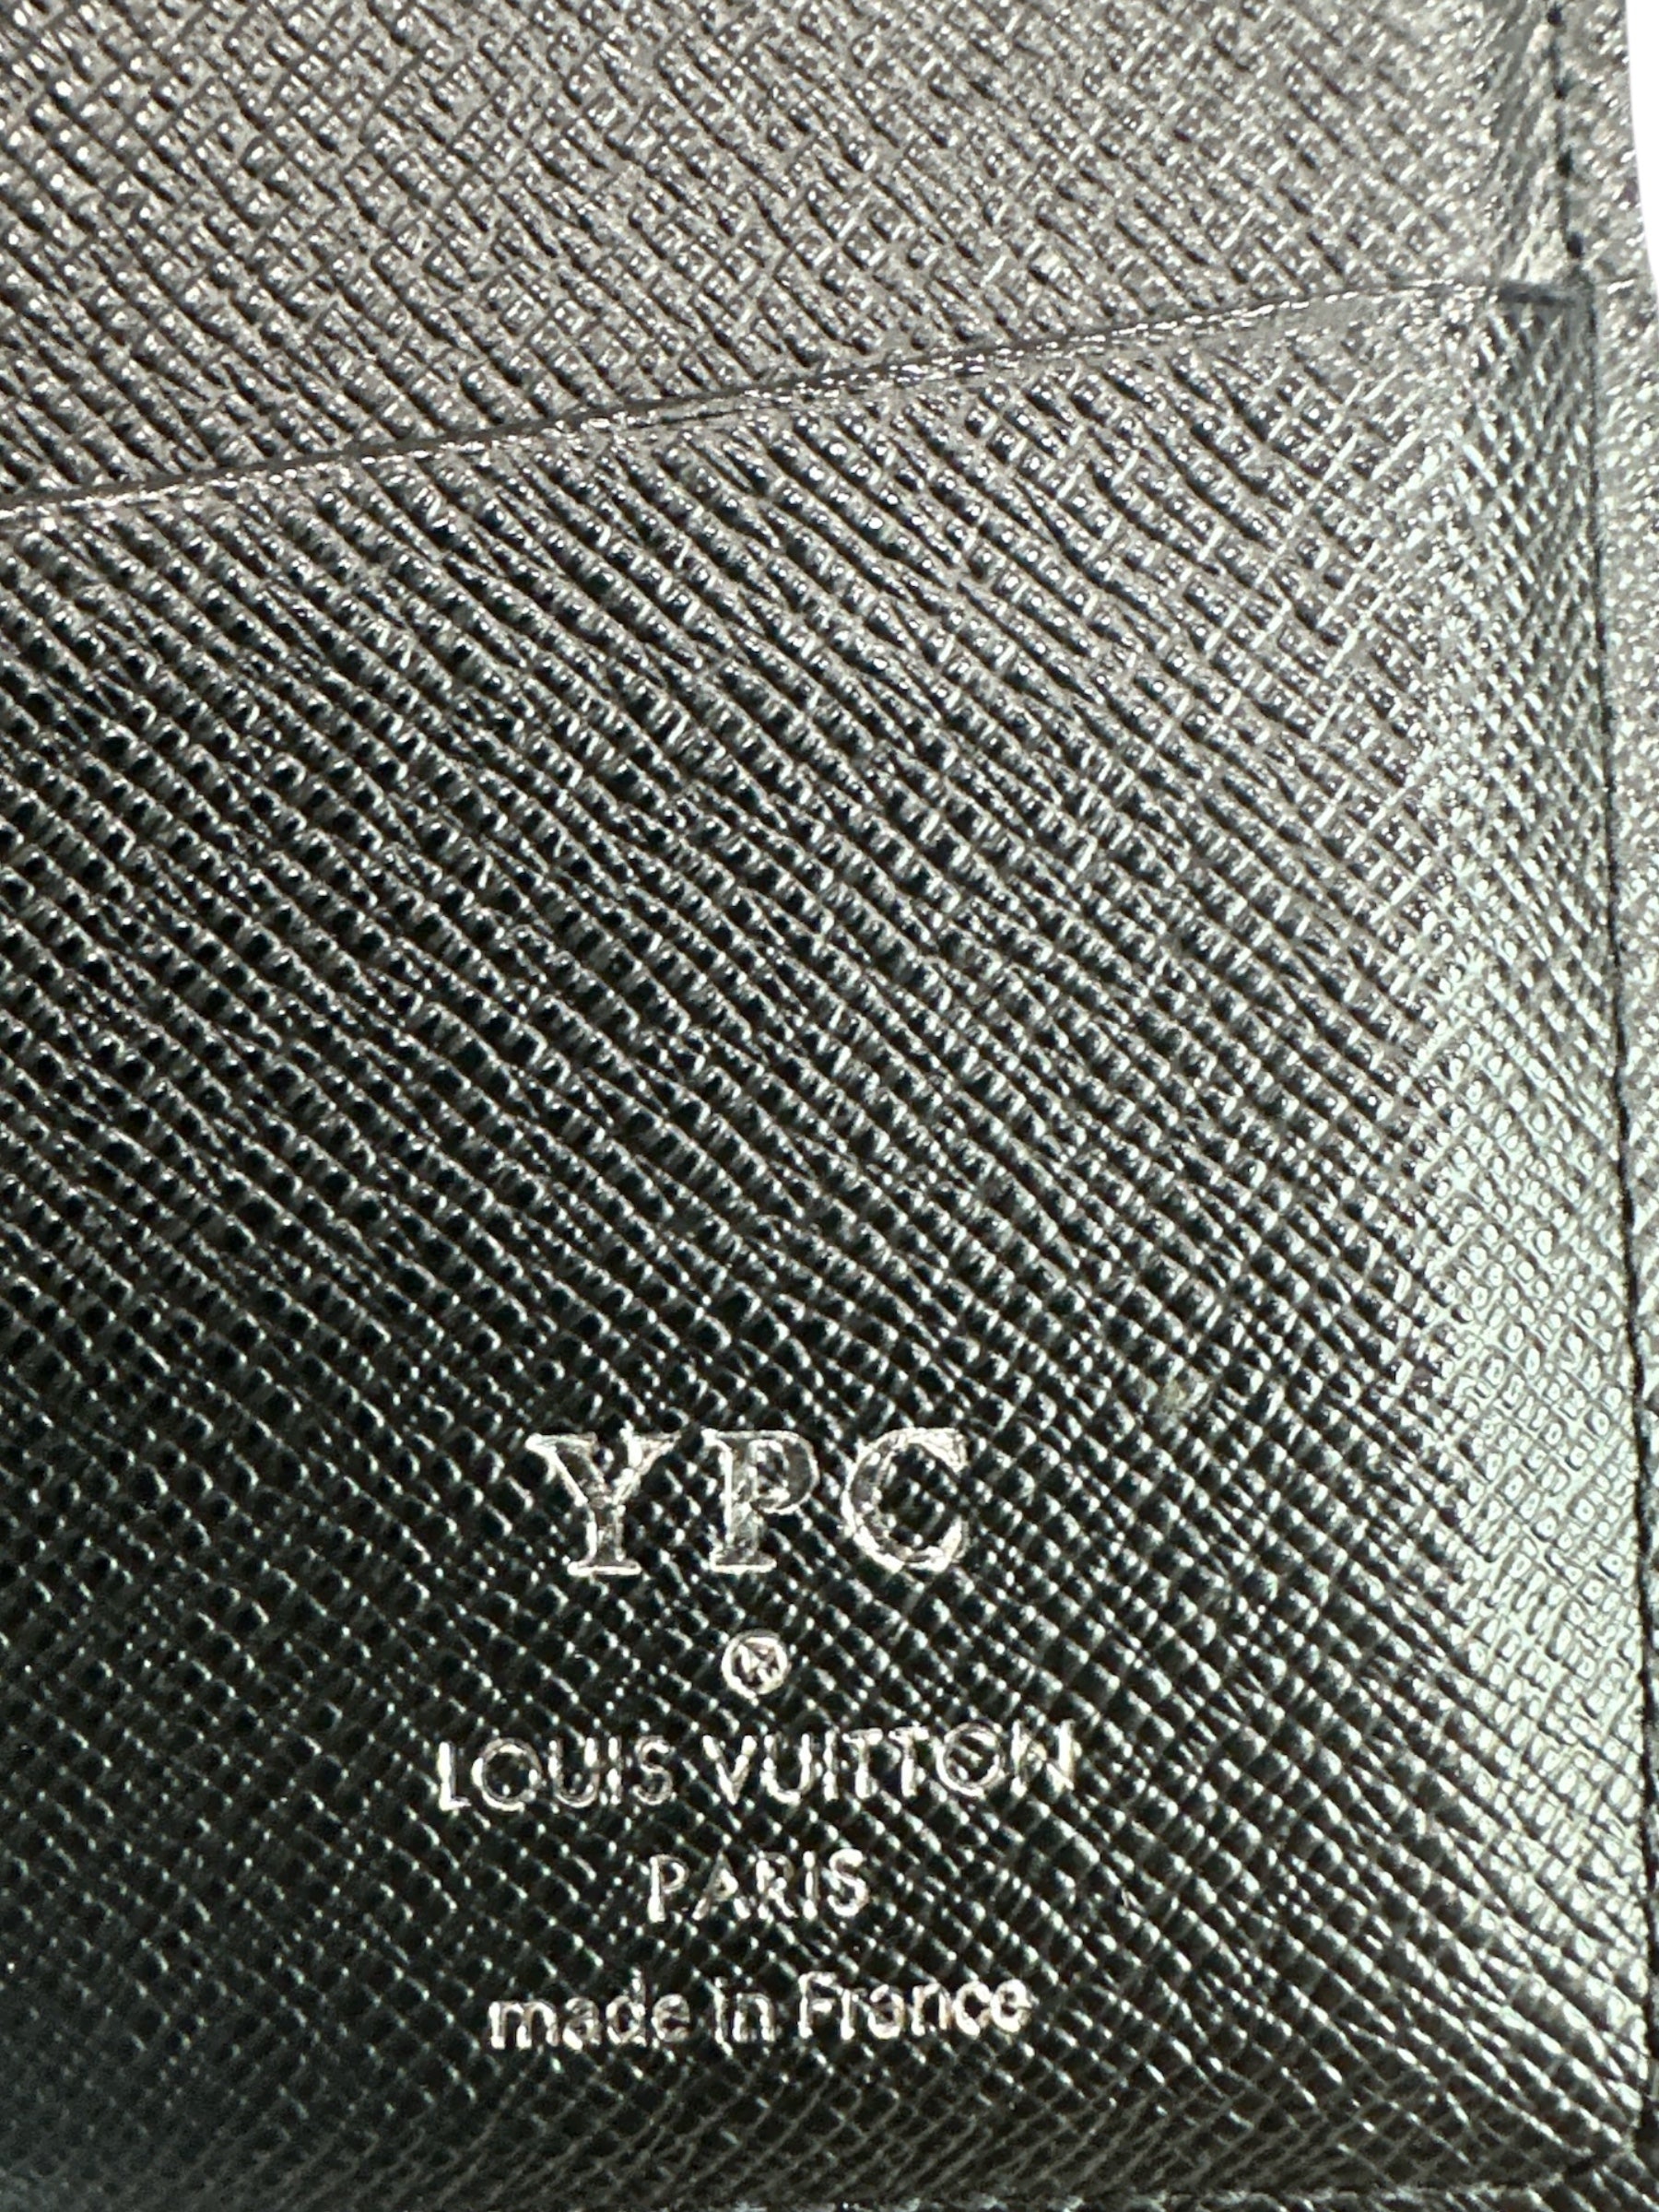 YPC
®
LOUIS VUITTON
PARIS
made in France